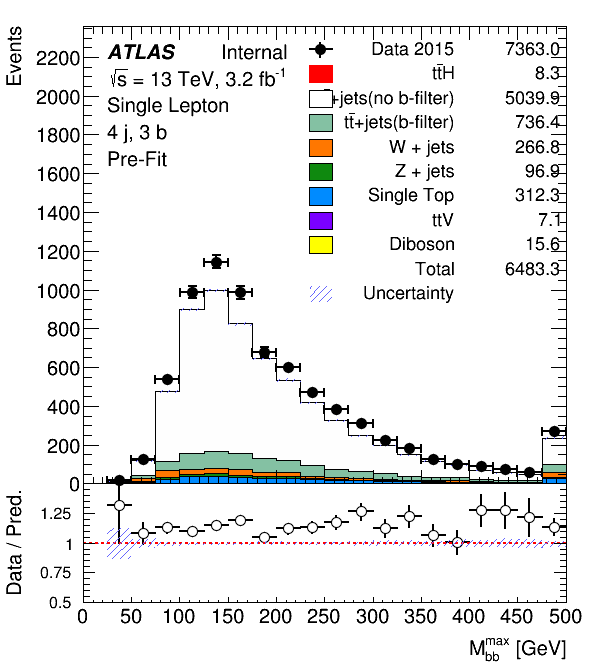 ATLAS Internal
√s = 13 TeV, 3.2 fb⁻¹
Single Lepton
4 j, 3 b
Pre-Fit
Data 2015 7363.0
tt̄H 8.3
+jets(no b-filter) 5039.9
tt̄+jets(b-filter) 736.4
W + jets 266.8
Z + jets 96.9
Single Top 312.3
ttV 7.1
Diboson 15.6
Total 6483.3
Uncertainty
Events
2200
2000
1800
1600
1400
1200
1000
800
600
400
200
0
Data / Pred.
1.25
1
0.75
0.5
0 50 100 150 200 250 300 350 400 450 500
M_bb^max [GeV]